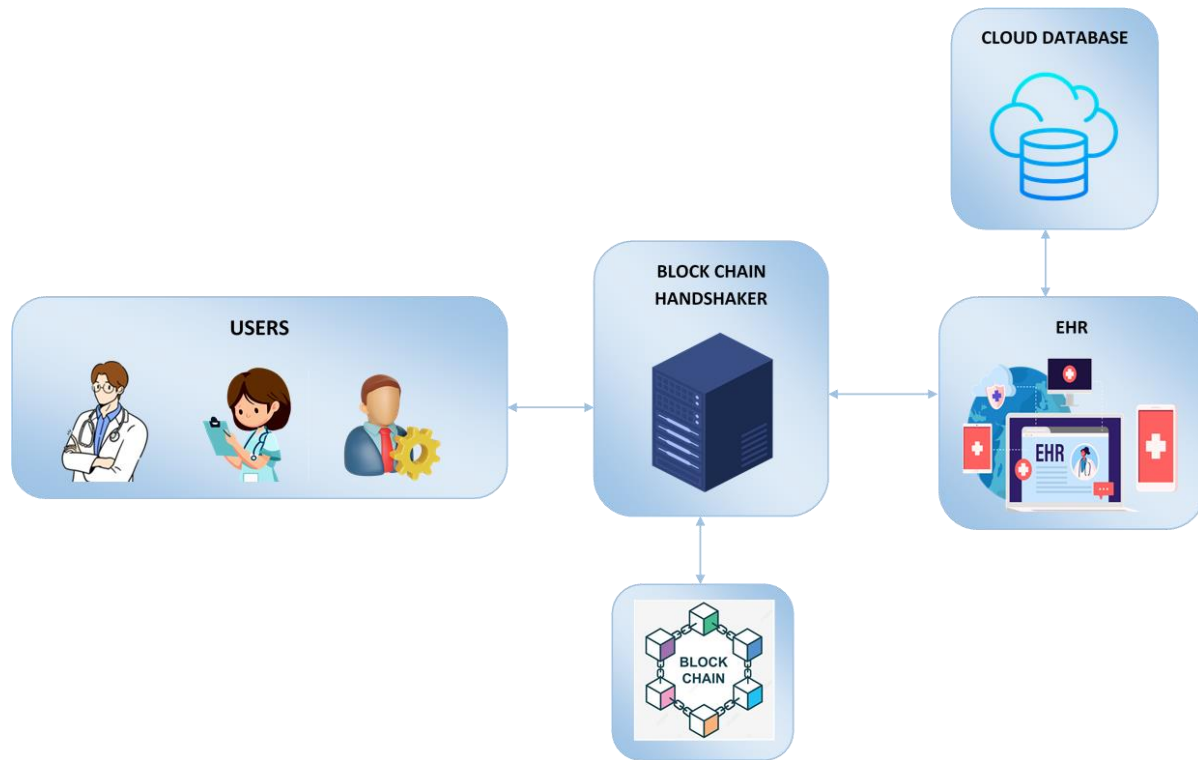 CLOUD DATABASE
BLOCK CHAIN
HANDSHAKER
USERS
EHR
EHR
BLOCK
CHAIN